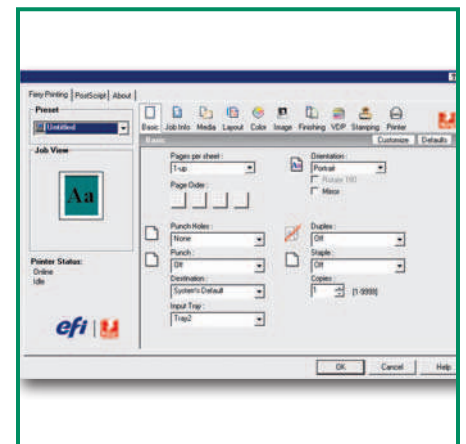 Fiery Printing PostScript About
Preset
Untitled
Job View
Aa
Printer Status:
Online
Idle
efi
Basic Job Info Media Layout Color Image Finishing VDP Stamping Printer
Basic Customize Defaults
Pages per sheet :
1-up
Page Order :
Orientation :
Portrait
Rotate 180
Mirror
Punch Holes :
None
Duplex :
Off
Punch :
Off
Staple :
Off
Destination :
System's Default
Copies :
1 [1-9999]
Input Tray :
Tray2
OK Cancel Help